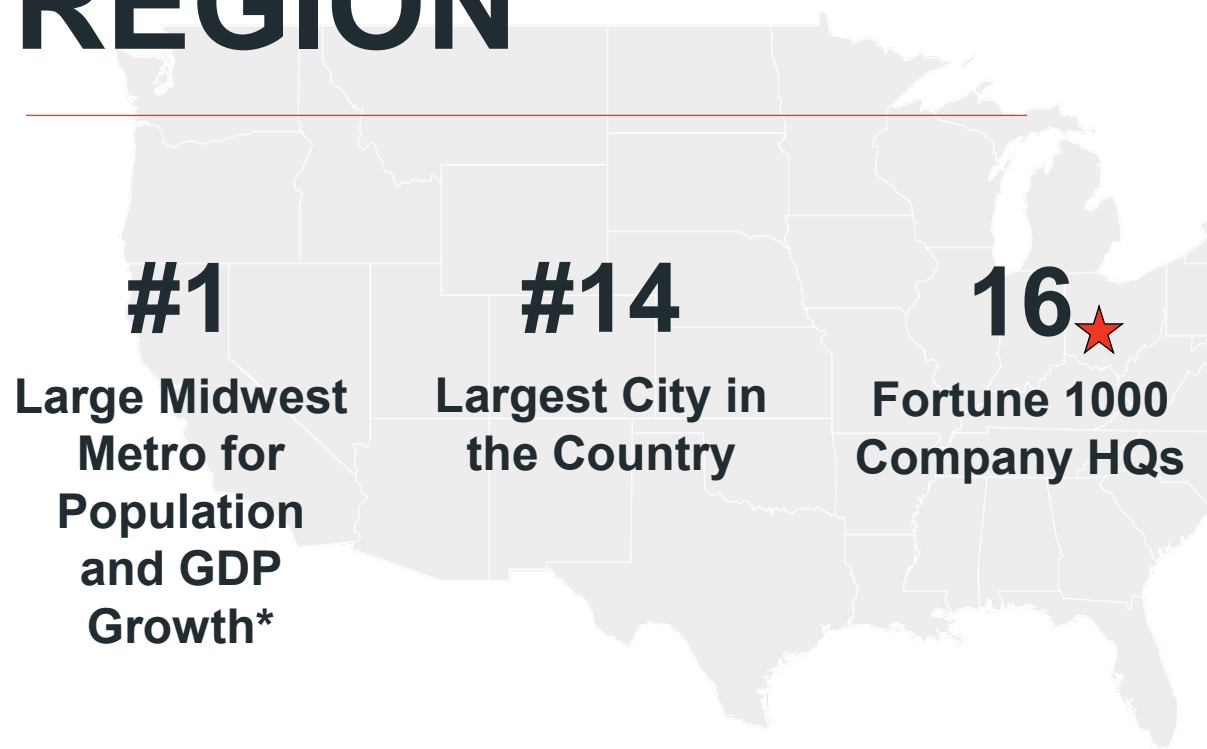 REGION
#1
Large Midwest
Metro for
Population
and GDP
Growth*
#14
Largest City in
the Country
16
Fortune 1000
Company HQs